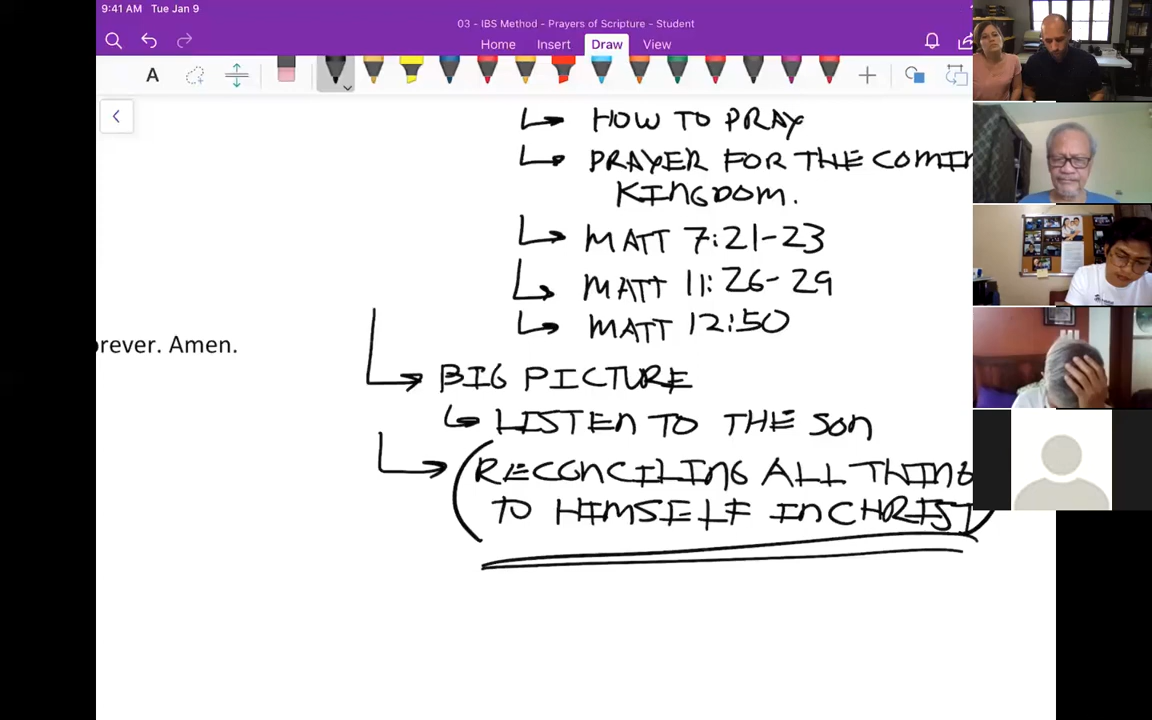 9:41 AM Tue Jan 9
03 - IBS Method - Prayers of Scripture - Student
Home Insert Draw View
A
HOW TO PRAY
PRAYER FOR THE COMIN
KINGDOM.
MATT 7:21-23
MATT 11:26-29
MATT 12:50
orever. Amen.
BIG PICTURE
LISTEN TO THE SON
(RECONCILING ALL THING
TO HIMSELF IN CHRIST)